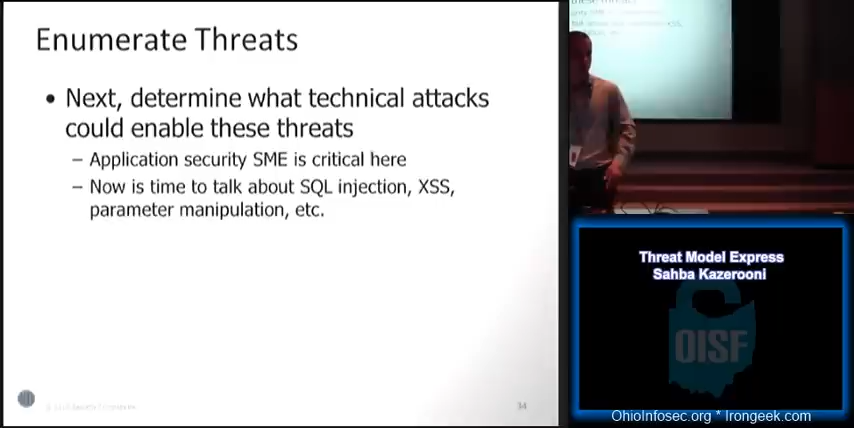 Enumerate Threats
• Next, determine what technical attacks
could enable these threats
– Application security SME is critical here
– Now is time to talk about SQL injection, XSS,
parameter manipulation, etc.
34
Threat Model Express
Sahba Kazerooni
OISF
OhioInfosec.org * Irongeek.com